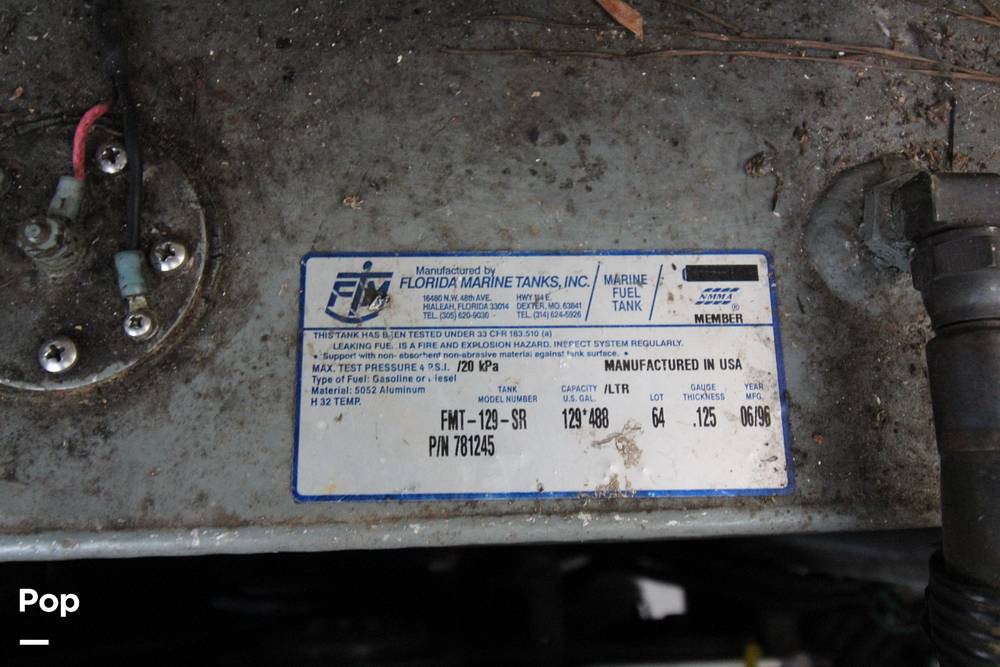 Manufactured by
FLORIDA MARINE TANKS, INC.
16480 N.W. 48th AVE.
HIALEAH, FLORIDA 33014
TEL. (305) 620-9030
HWY 114 E.
DEXTER, MO. 63841
TEL. (314) 624-5926
MARINE
FUEL
TANK
NMMA
®
MEMBER
THIS TANK HAS BEEN TESTED UNDER 33 CFR 183.510 (a)
LEAKING FUEL IS A FIRE AND EXPLOSION HAZARD. INSPECT SYSTEM REGULARLY.
• Support with non-absorbent non-abrasive material against tank surface. •
MAX. TEST PRESSURE 4 P.S.I. /20 kPa MANUFACTURED IN USA
Type of Fuel: Gasoline or Diesel
Material: 5052 Aluminum
H 32 TEMP.
TANK
MODEL NUMBER
CAPACITY /LTR
U.S. GAL.
LOT
GAUGE
THICKNESS
YEAR
MFG.
FMT-129-SR 129*488 64 .125 06/96
P/N 781245
Pop